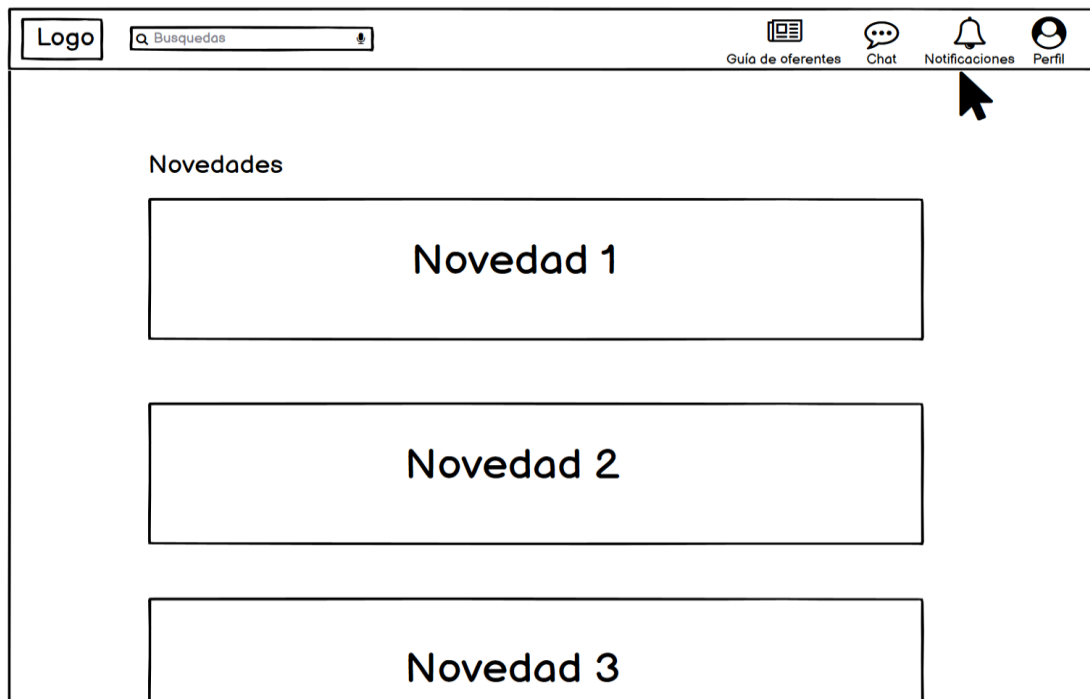 Logo
Busquedas
Guía de oferentes
Chat
Notificaciones
Perfil
Novedades
Novedad 1
Novedad 2
Novedad 3